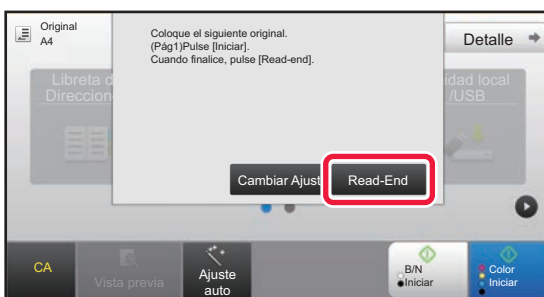 Original
A4
Coloque el siguiente original.
(Pág1)Pulse [Iniciar].
Cuando finalice, pulse [Read-end].
Detalle
Libreta d
Direccion
idad local
/USB
Cambiar Ajust
Read-End
CA
Vista previa
Ajuste
auto
B/N
Iniciar
Color
Iniciar